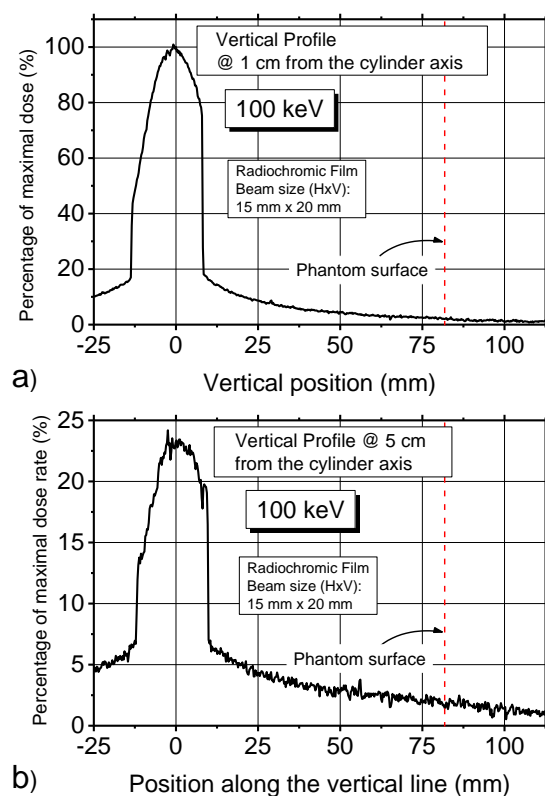 Percentage of maximal dose (%)
100
80
60
40
20
0
Vertical Profile
@ 1 cm from the cylinder axis
100 keV
Radiochromic Film
Beam size (HxV):
15 mm x 20 mm
Phantom surface
-25 0 25 50 75 100
a)
Vertical position (mm)
Percentage of maximal dose rate (%)
25
20
15
10
5
0
Vertical Profile @ 5 cm
from the cylinder axis
100 keV
Radiochromic Film
Beam size (HxV):
15 mm x 20 mm
Phantom surface
-25 0 25 50 75 100
b)
Position along the vertical line (mm)